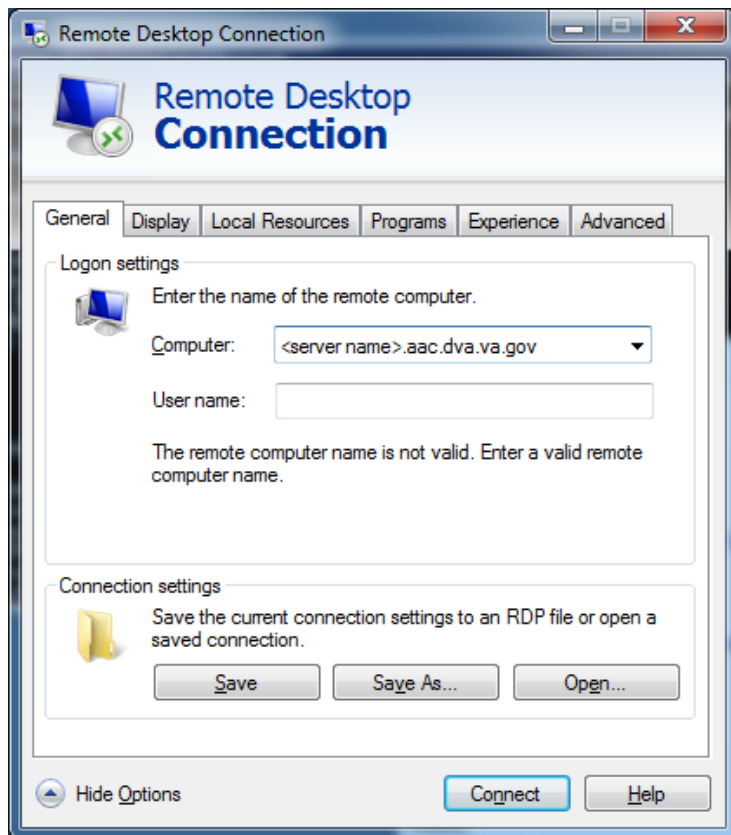 Remote Desktop Connection
Remote Desktop
Connection
General Display Local Resources Programs Experience Advanced
Logon settings
Enter the name of the remote computer.
Computer: <server name>.aac.dva.va.gov
User name:
The remote computer name is not valid. Enter a valid remote
computer name.
Connection settings
Save the current connection settings to an RDP file or open a
saved connection.
Save Save As... Open...
Hide Options Connect Help